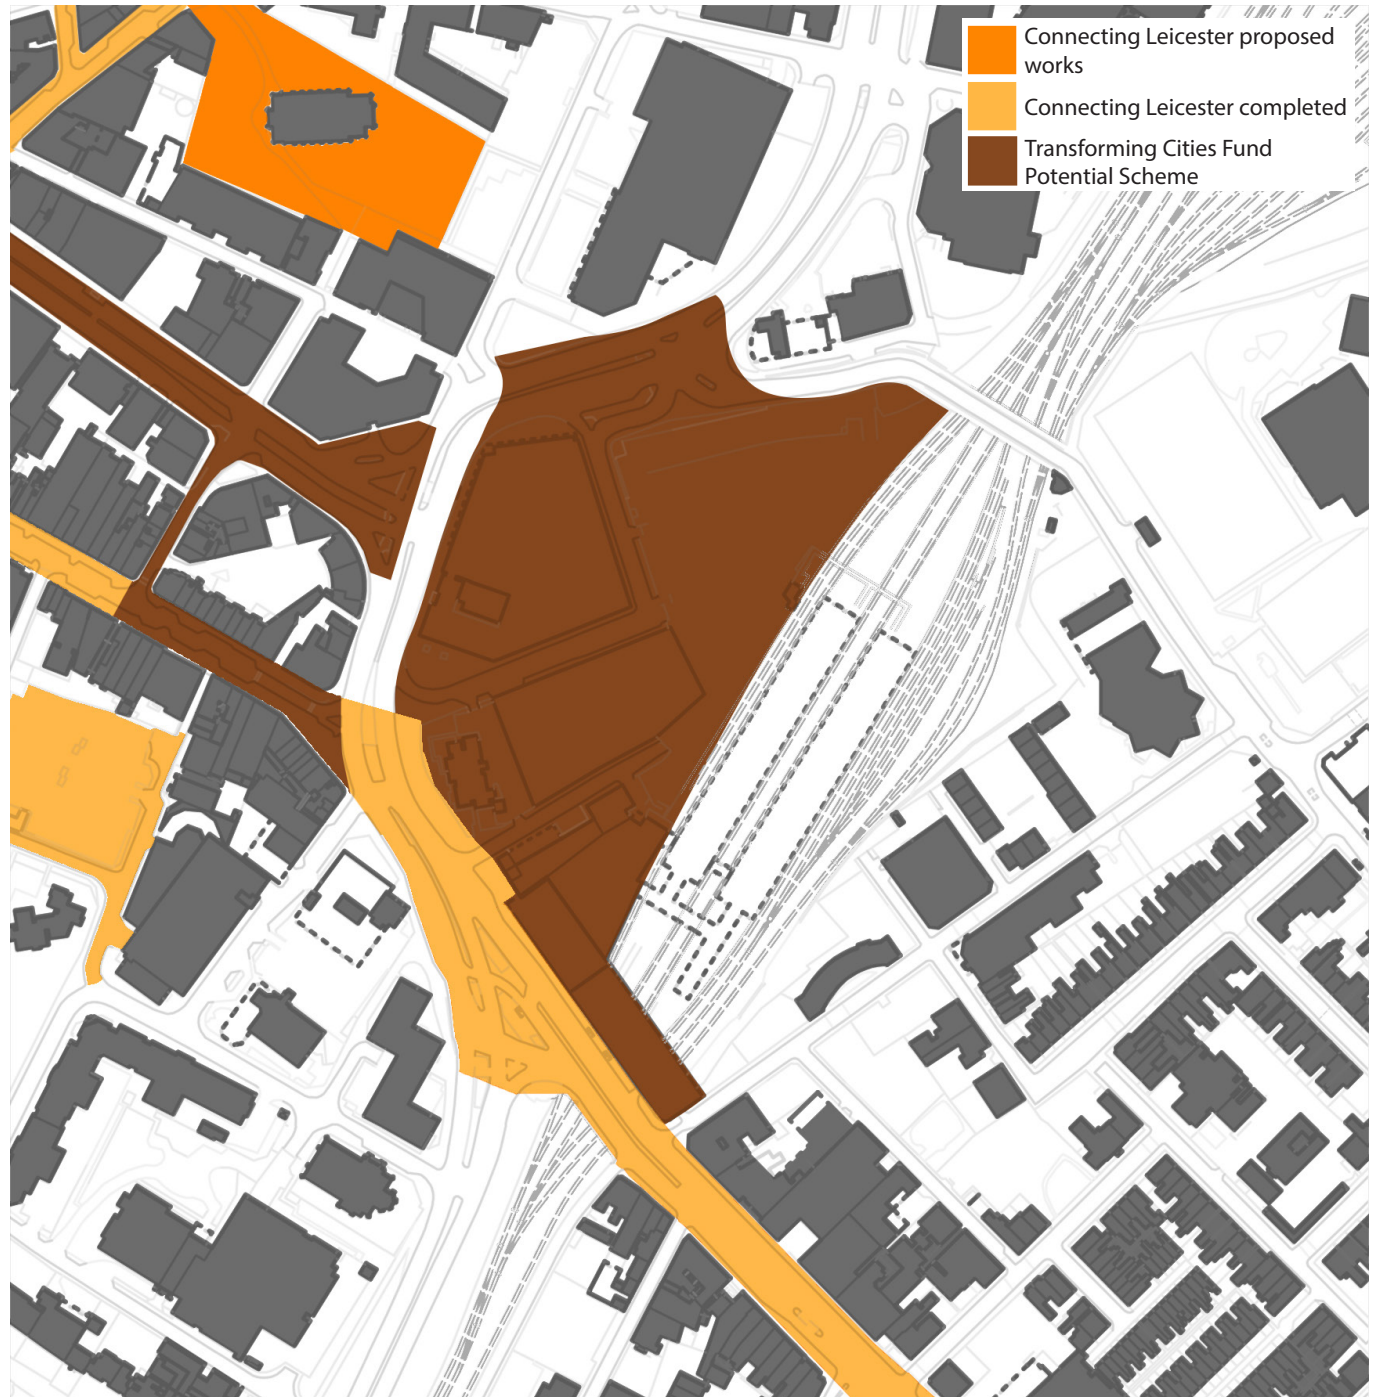 Connecting Leicester proposed
works
Connecting Leicester completed
Transforming Cities Fund
Potential Scheme